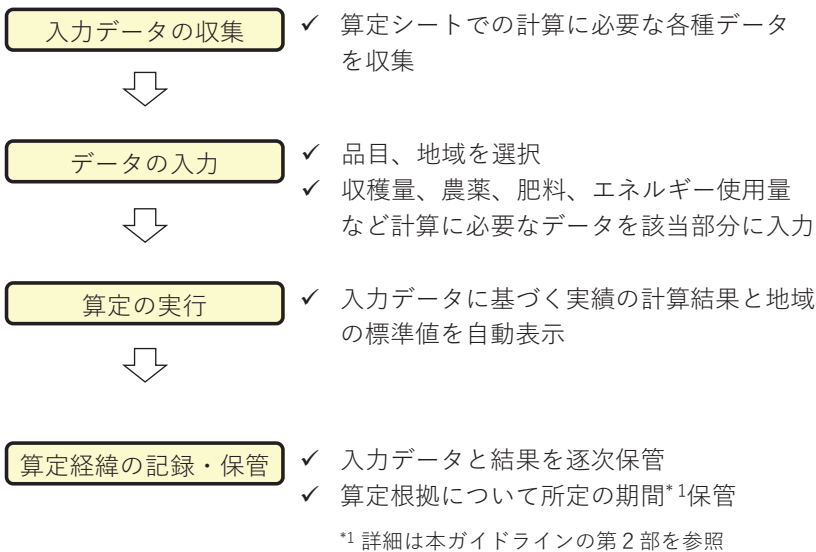 入力データの収集
✓ 算定シートでの計算に必要な各種データ
を収集
データの入力
✓ 品目、地域を選択
✓ 収穫量、農薬、肥料、エネルギー使用量
など計算に必要なデータを該当部分に入力
算定の実行
✓ 入力データに基づく実績の計算結果と地域
の標準値を自動表示
算定経緯の記録・保管
✓ 入力データと結果を逐次保管
✓ 算定根拠について所定の期間*1保管
*1 詳細は本ガイドラインの第２部を参照